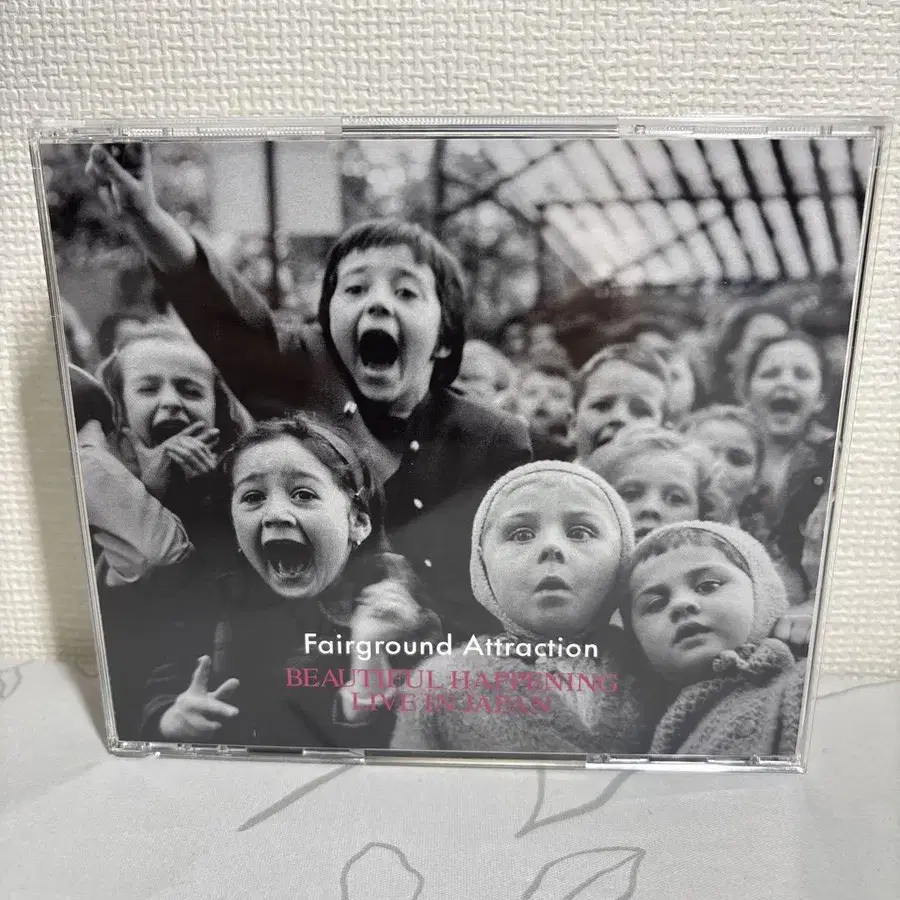 Fairground Attraction
BEAUTIFUL HAPPENING
LIVE IN JAPAN